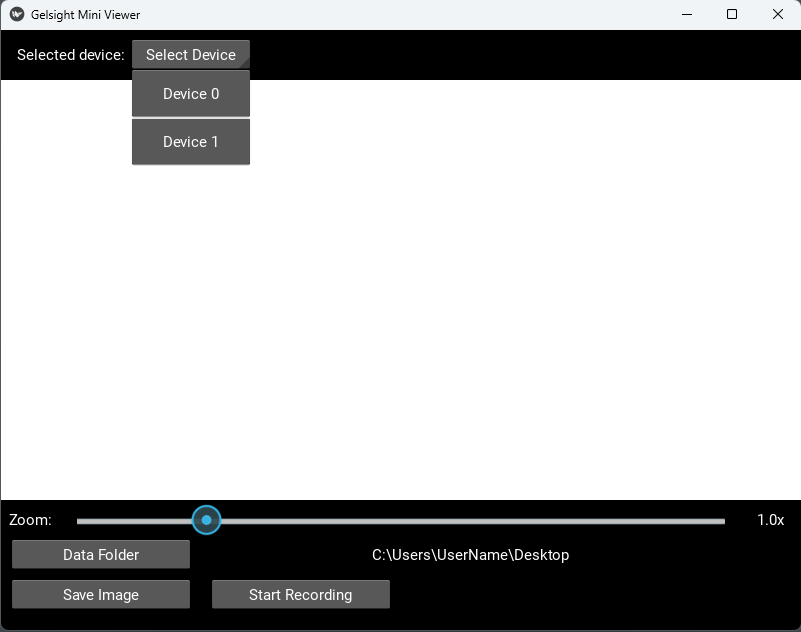 Gelsight Mini Viewer
Selected device: Select Device
Device 0
Device 1
Zoom: 1.0x
Data Folder C:\Users\UserName\Desktop
Save Image Start Recording